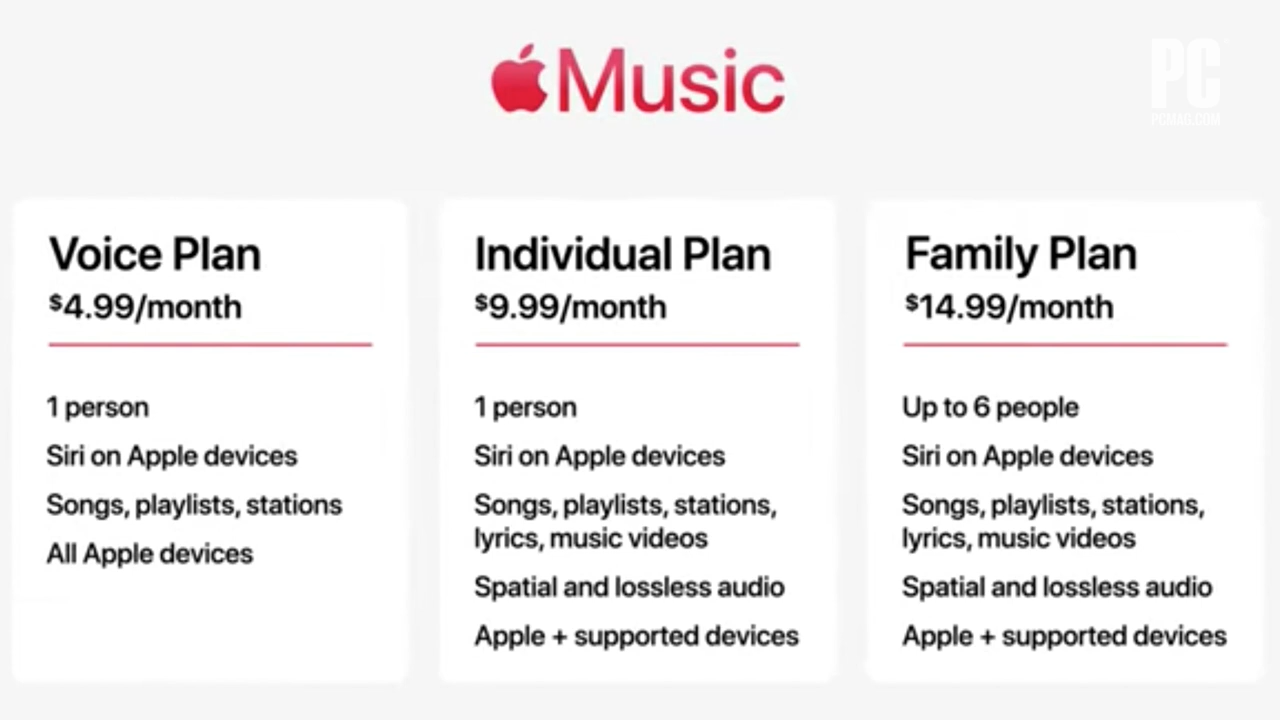 Music
PC
PCMAG.COM
Voice Plan
$4.99/month
1 person
Siri on Apple devices
Songs, playlists, stations
All Apple devices
Individual Plan
$9.99/month
1 person
Siri on Apple devices
Songs, playlists, stations,
lyrics, music videos
Spatial and lossless audio
Apple + supported devices
Family Plan
$14.99/month
Up to 6 people
Siri on Apple devices
Songs, playlists, stations,
lyrics, music videos
Spatial and lossless audio
Apple + supported devices